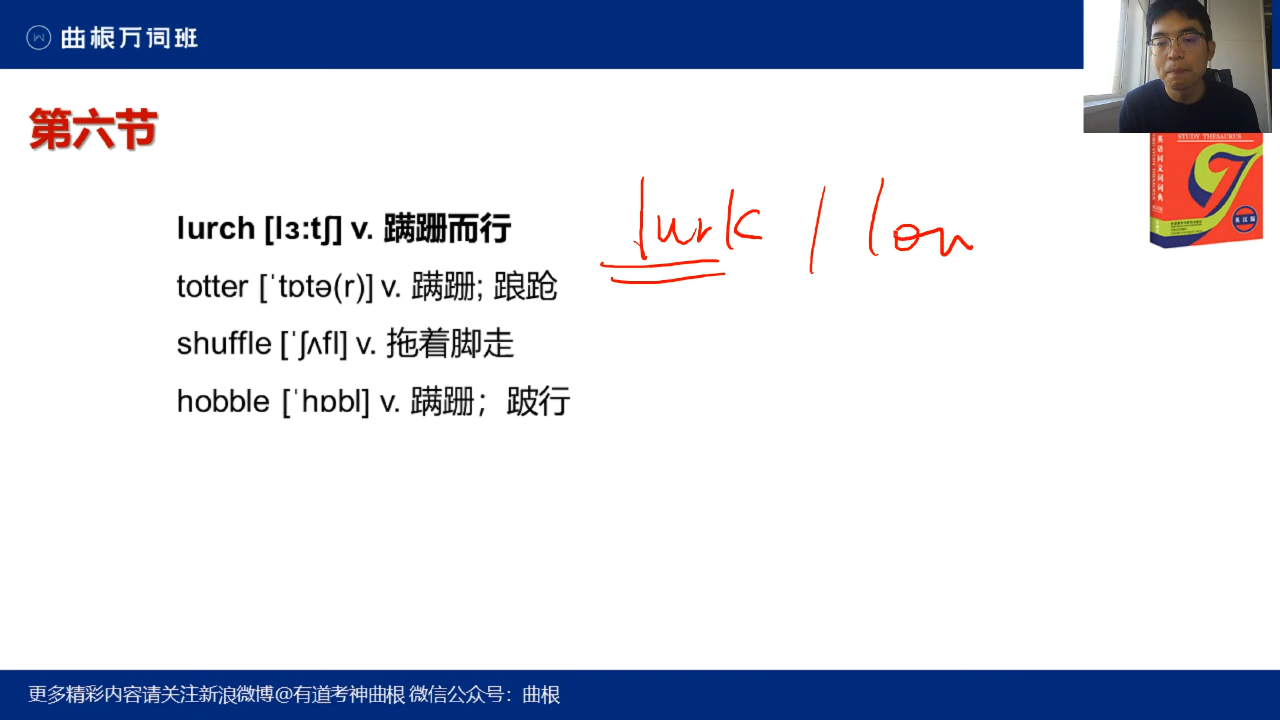 曲根万词班
第六节
lurch [lɜ:tʃ] v. 蹒跚而行
totter [ˈtɒtə(r)] v. 蹒跚; 踉跄
shuffle [ˈʃʌfl] v. 拖着脚走
hobble [ˈhɒbl] v. 蹒跚；跛行
lurk / lou
STUDY THESAURUS
英汉版
更多精彩内容请关注新浪微博@有道考神曲根 微信公众号：曲根